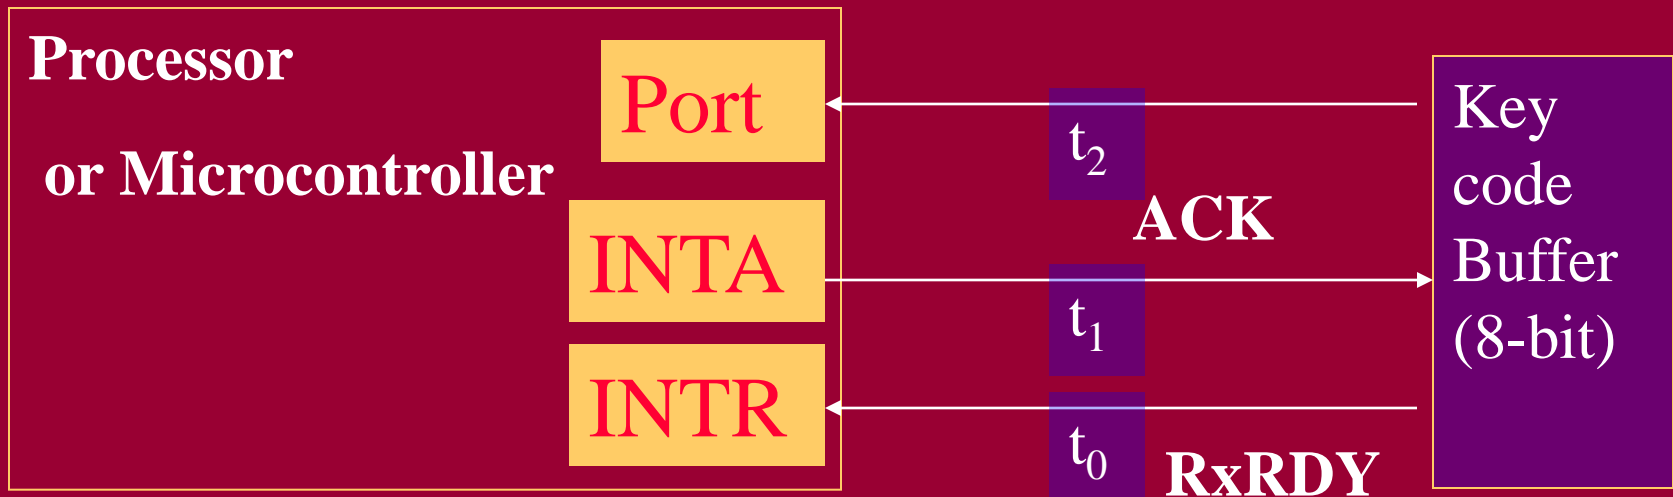 Processor
or Microcontroller
Port
INTA
INTR
t₂
ACK
t₁
t₀
RxRDY
Key
code
Buffer
(8-bit)